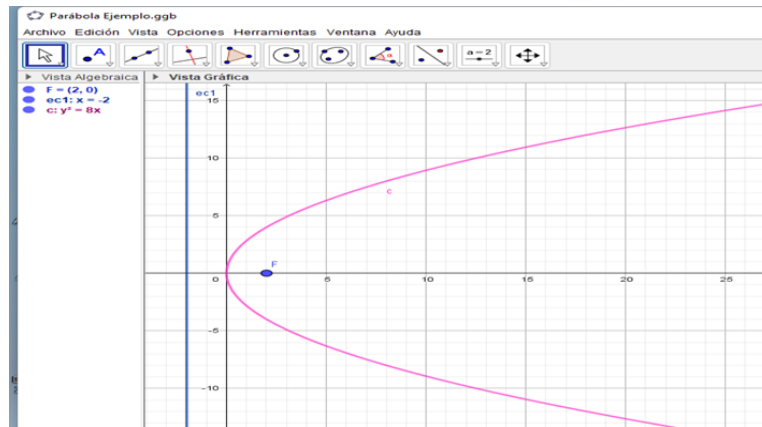 Parábola Ejemplo.ggb
Archivo Edición Vista Opciones Herramientas Ventana Ayuda
A
α
a=2
Vista Algebraica
Vista Gráfica
F = (2, 0)
ec1: x = -2
c: y² = 8x
ec1
15
10
c
5
F
0
5
10
15
20
25
-5
-10